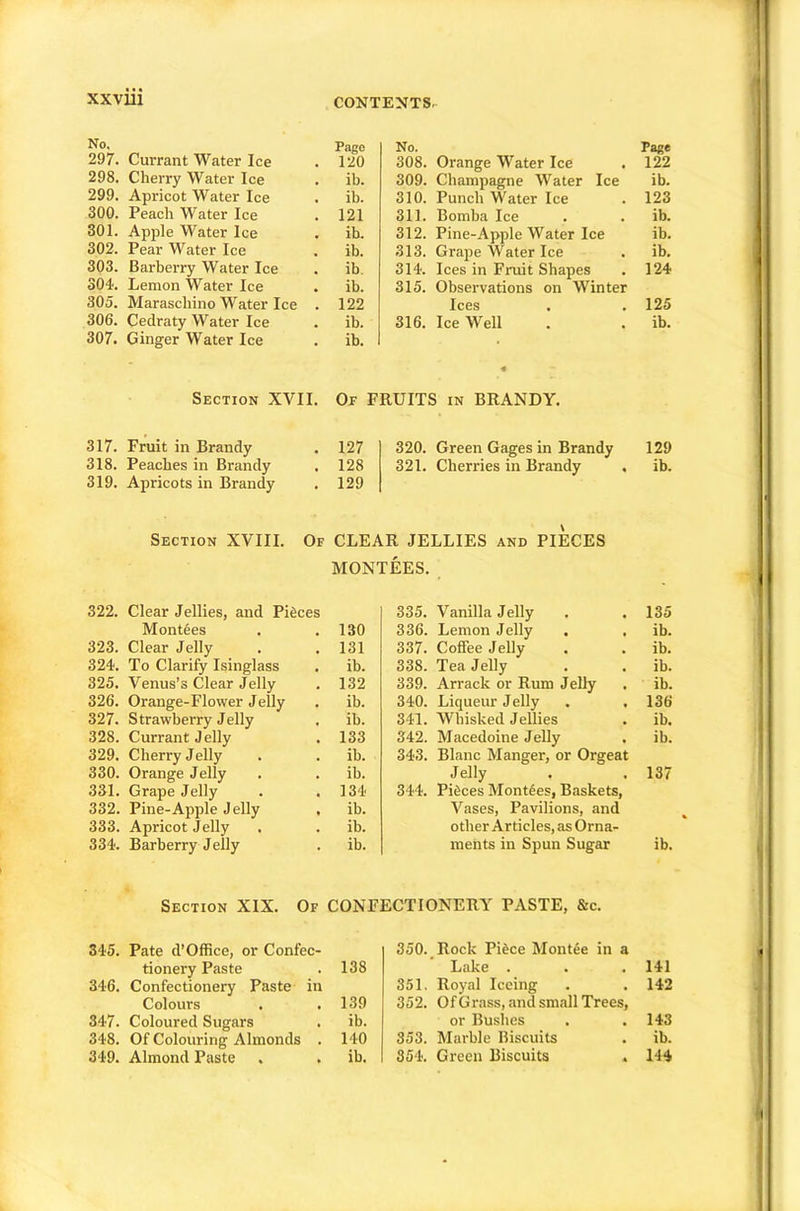 xxviii CONTENTS.
No. Page
297. Currant Water Ice . 120
298. Cherry Water Ice . ib.
299. Apricot Water Ice . ib.
300. Peach Water Ice . 121
301. Apple Water Ice . ib.
302. Pear Water Ice . ib.
303. Barberry Water Ice . ib.
304. Lemon Water Ice . ib.
305. Maraschino Water Ice . 122
306. Cedraty Water Ice . ib.
307. Ginger Water Ice . ib.
No. Page
308. Orange Water Ice . 122
309. Champagne Water Ice ib.
310. Punch Water Ice . 123
311. Bomba Ice . . ib.
312. Pine-Apple Water Ice ib.
313. Grape Water Ice . ib.
314. Ices in Fruit Shapes . 124
315. Observations on Winter
Ices . . 125
316. Ice Well . . ib.
Section XVII. Of FRUITS in BRANDY.
317. Fruit in Brandy . 127
318. Peaches in Brandy . 128
319. Apricots in Brandy . 129
320. Green Gages in Brandy 129
321. Cherries in Brandy . ib.
Section XVIII. Of CLEAR JELLIES and PIÈCES
MONTÉES.
322. Clear Jellies, and Pièces
Montées . . 130
323. Clear Jelly . . 131
324. To Clarify Isinglass . ib.
325. Venus's Clear Jelly . 132
326. Orange-Flower Jelly . ib.
327. Strawberry Jelly . ib.
328. Currant Jelly . 133
329. Cherry Jelly . . ib.
330. Orange Jelly . . ib.
331. Grape Jelly . . 134
332. Pine-Apple Jelly . ib.
333. Apricot Jelly . . ib.
334. Barberry Jelly . ib.
335. Vanilla Jelly . . 135
336. Lemon Jelly . . ib.
337. Coffee Jelly . . ib.
338. Tea Jelly . . ib.
339. Arrack or Rum Jelly . ib.
340. Liqueur Jelly . . 136
341. Whisked Jellies . ib.
342. Macedoine Jelly . ib.
343. Blanc Manger, or Orgeat
Jelly . . 137
344. Pièces Montées, Baskets,
Vases, Pavilions, and
other Articles, as Orna-
ments in Spun Sugar ib.
Section XIX. Of CONFECTIONERY PASTE, &c.
345. Pate d'Office, or Confec-
tionery Paste . 138
346. Confectionery Paste in
Colours . . 139
347. Coloured Sugars . ib.
348. Of Colouring Almonds . 140
349. Almond Paste . . ib.
350. Rock Pièce Montée in a
Lake . . . 141
351. Royal Iceing . . 142
352. Of Grass, and small Trees,
or Bushes . . 143
353. Marble Biscuits . ib.
354. Green Biscuits . 144